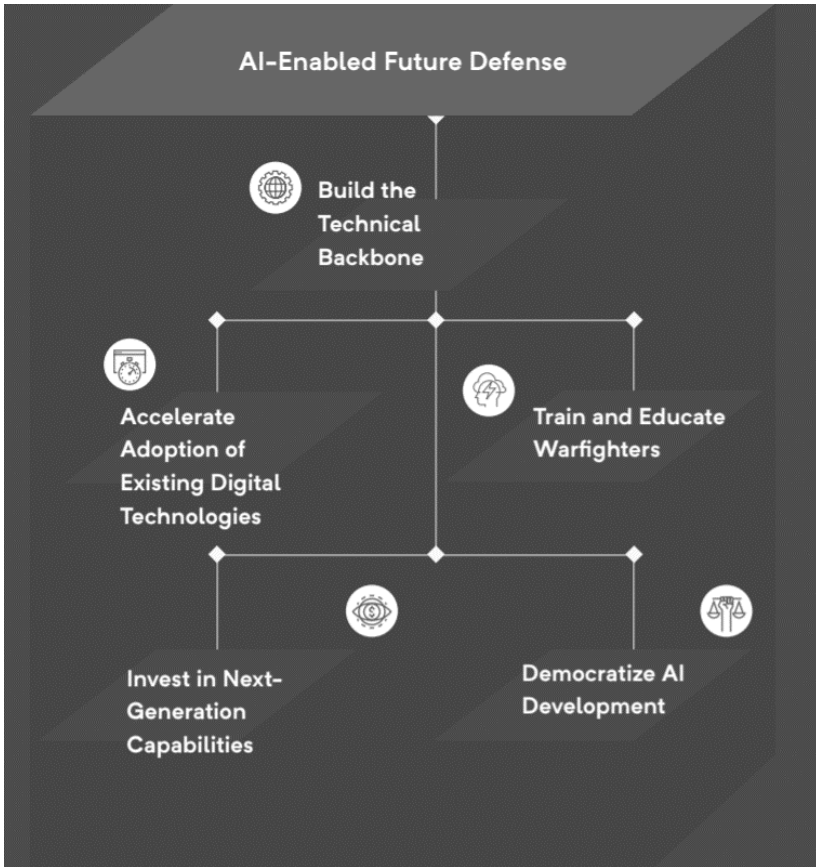 AI-Enabled Future Defense
Build the
Technical
Backbone
Accelerate
Adoption of
Existing Digital
Technologies
Train and Educate
Warfighters
Invest in Next-
Generation
Capabilities
Democratize AI
Development